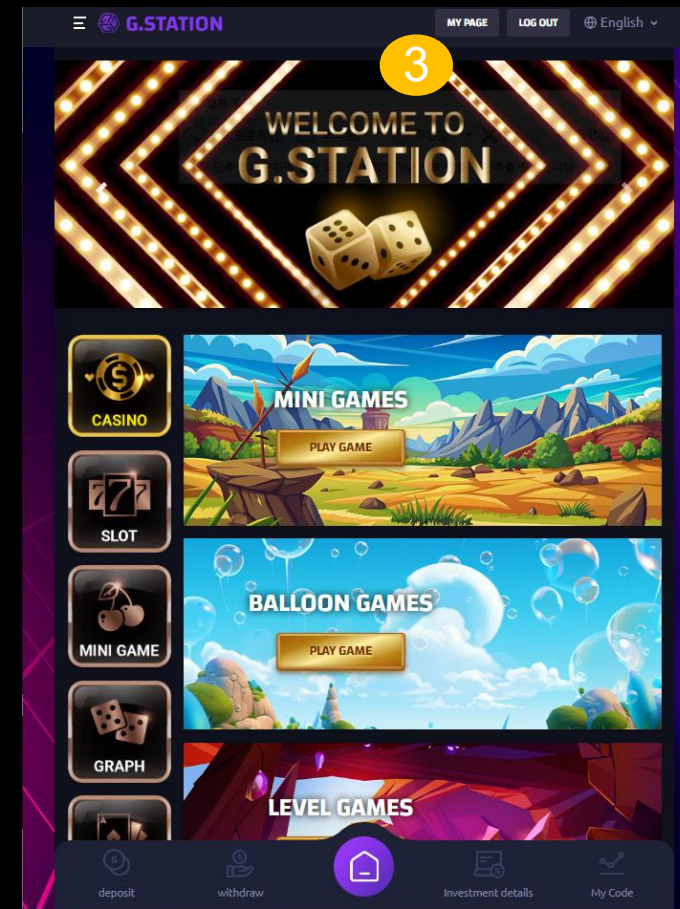 G.STATION
MY PAGE
LOG OUT
English
3
WELCOME TO
G.STATION
CASINO
MINI GAMES
PLAY GAME
777
SLOT
BALLOON GAMES
PLAY GAME
MINI GAME
GRAPH
LEVEL GAMES
A
deposit
withdraw
Investment details
My Code